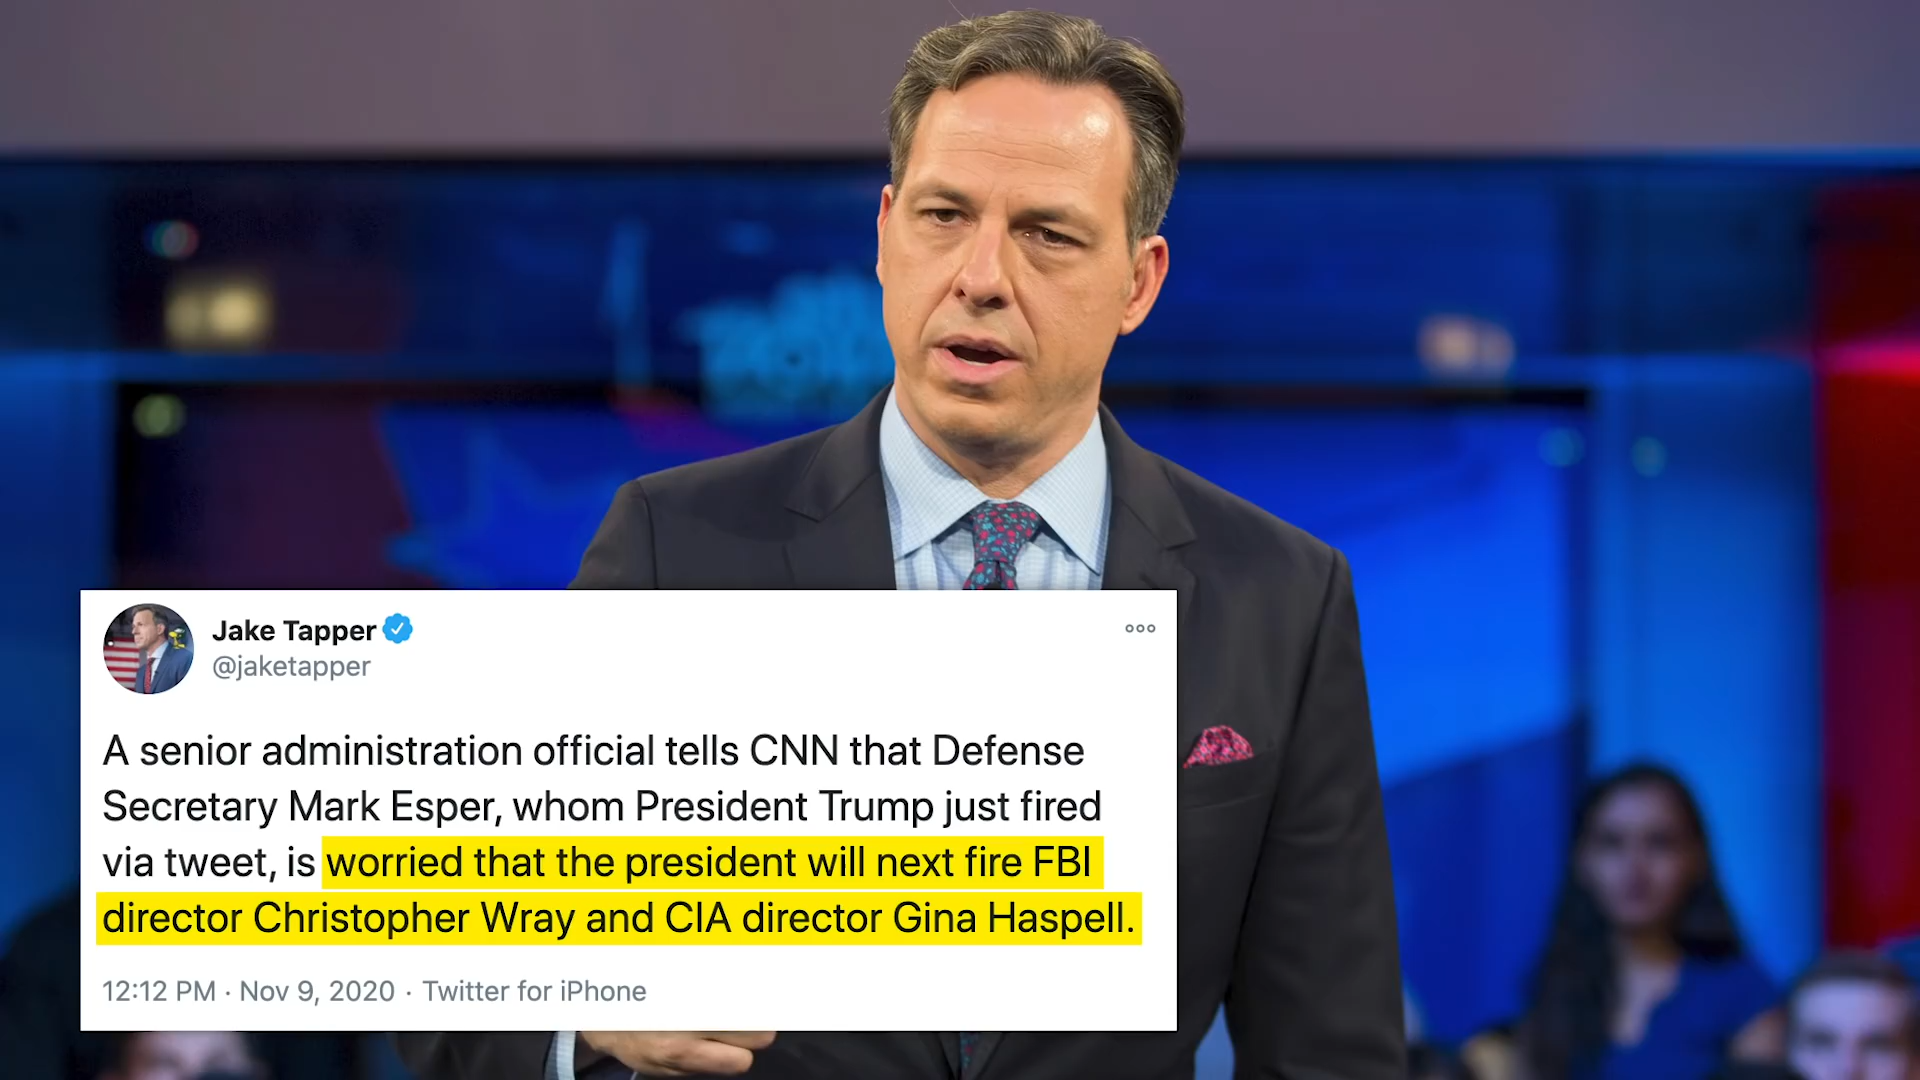 Jake Tapper
@jaketapper
A senior administration official tells CNN that Defense
Secretary Mark Esper, whom President Trump just fired
via tweet, is worried that the president will next fire FBI
director Christopher Wray and CIA director Gina Haspell.
12:12 PM · Nov 9, 2020 · Twitter for iPhone